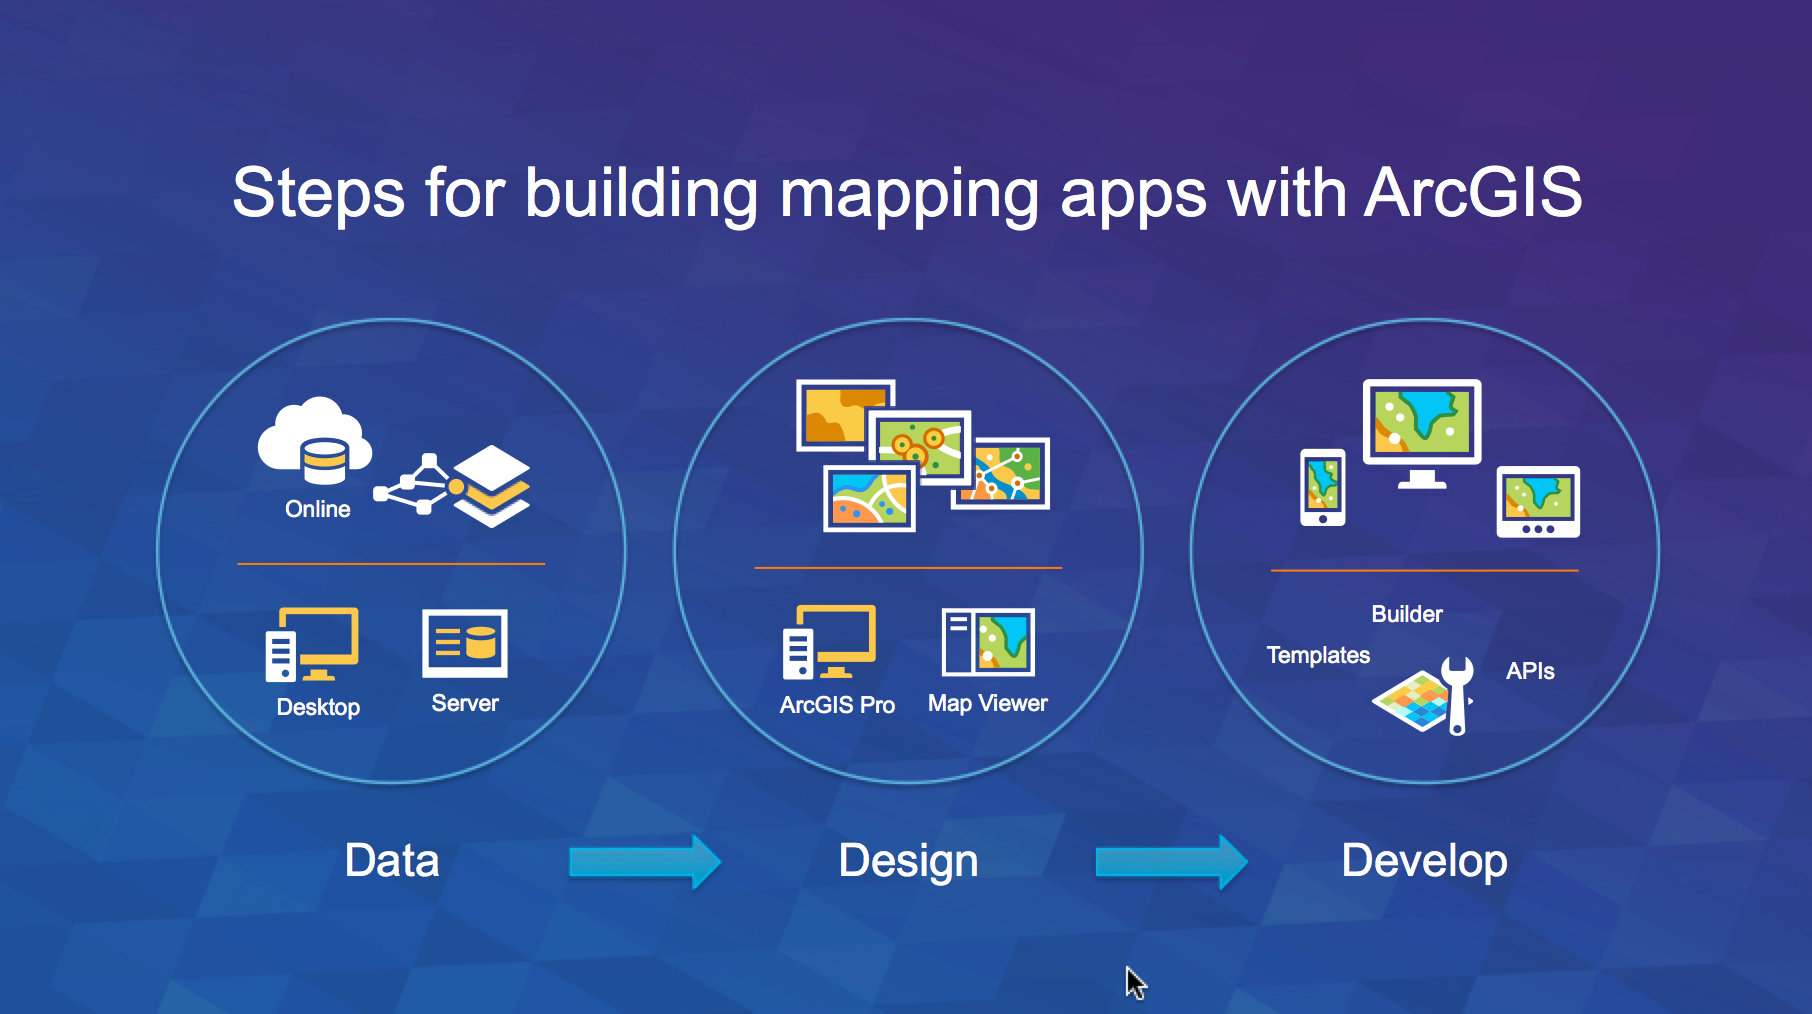 Steps for building mapping apps with ArcGIS
Online
Desktop
Server
ArcGIS Pro
Map Viewer
Builder
Templates
APIs
Data
Design
Develop